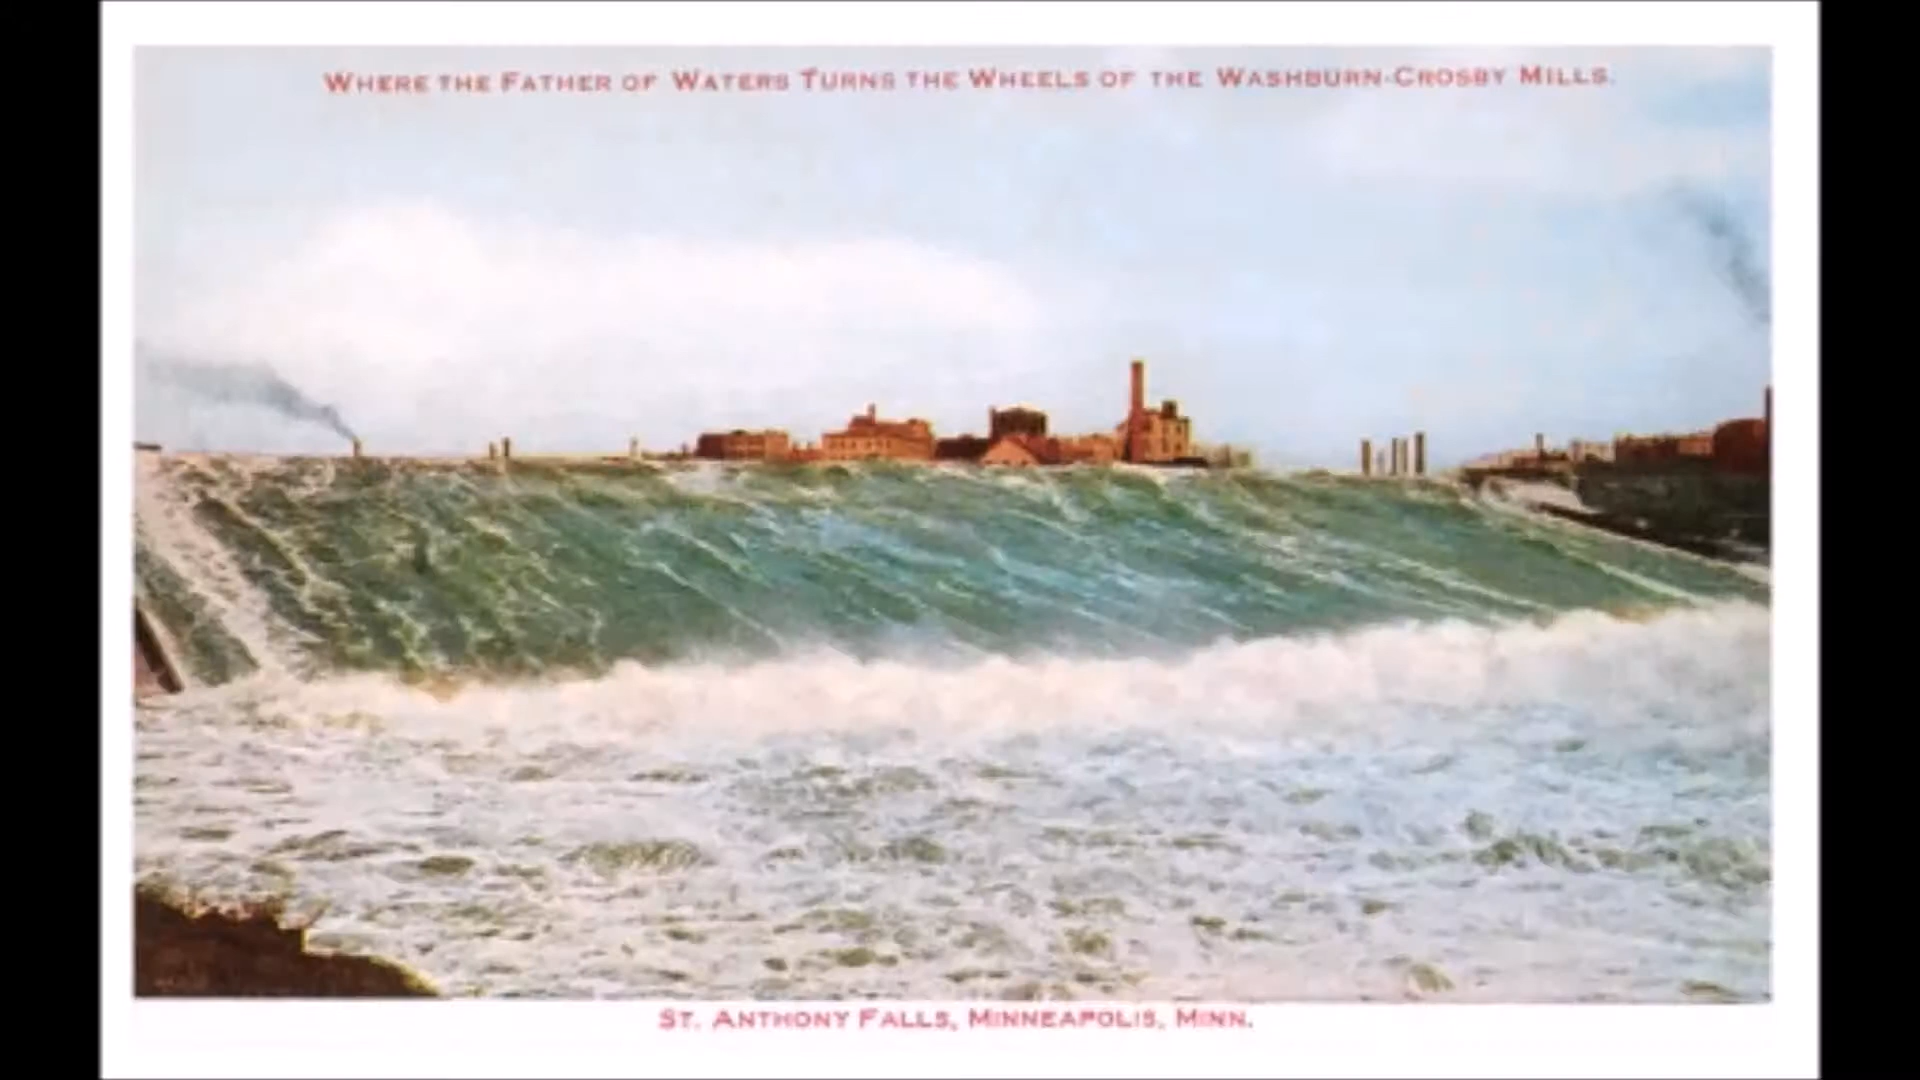 WHERE THE FATHER OF WATERS TURNS THE WHEELS OF THE WASHBURN-CROSBY MILLS.
ST. ANTHONY FALLS, MINNEAPOLIS, MINN.